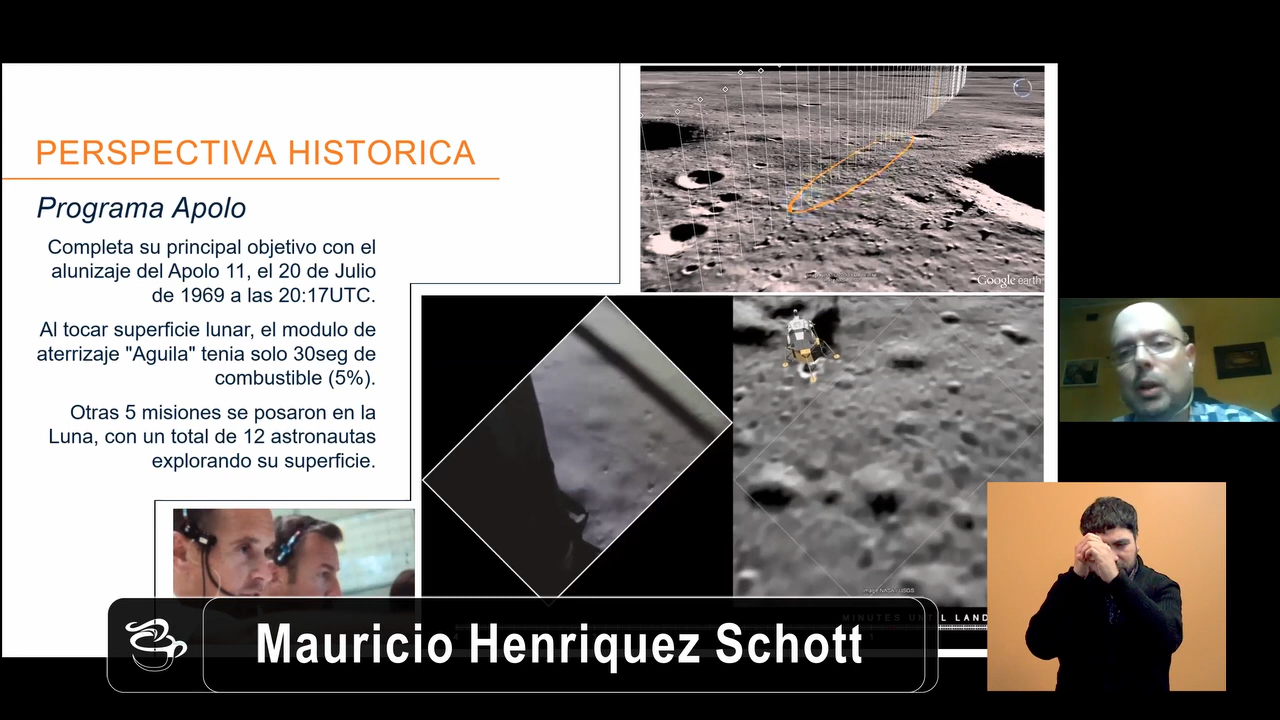 PERSPECTIVA HISTORICA
Programa Apolo
Completa su principal objetivo con el
alunizaje del Apolo 11, el 20 de Julio
de 1969 a las 20:17UTC.
Al tocar superficie lunar, el modulo de
aterrizaje "Aguila" tenia solo 30seg de
combustible (5%).
Otras 5 misiones se posaron en la
Luna, con un total de 12 astronautas
explorando su superficie.
Google earth
Image NASA / USGS
MINUTES UNTIL LAND
Mauricio Henriquez Schott